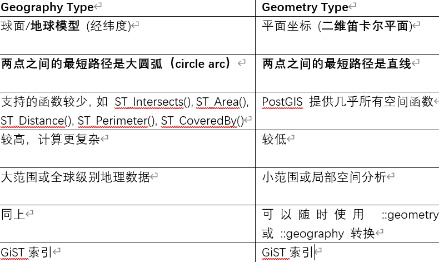 Geography Type
Geometry Type
球面/地球模型 (经纬度)
平面坐标 (二维笛卡尔平面)
两点之间的最短路径是大圆弧（circle arc）
两点之间的最短路径是直线
支持的函数较少, 如 ST_Intersects(), ST_Area(),
ST_Distance(), ST_Perimeter(), ST_CoveredBy()
PostGIS 提供几乎所有空间函数
较高，计算更复杂
较低
大范围或全球级别地理数据
小范围或局部空间分析
同上
可以随时使用 ::geometry
或 ::geography 转换
GiST 索引
GiST 索引